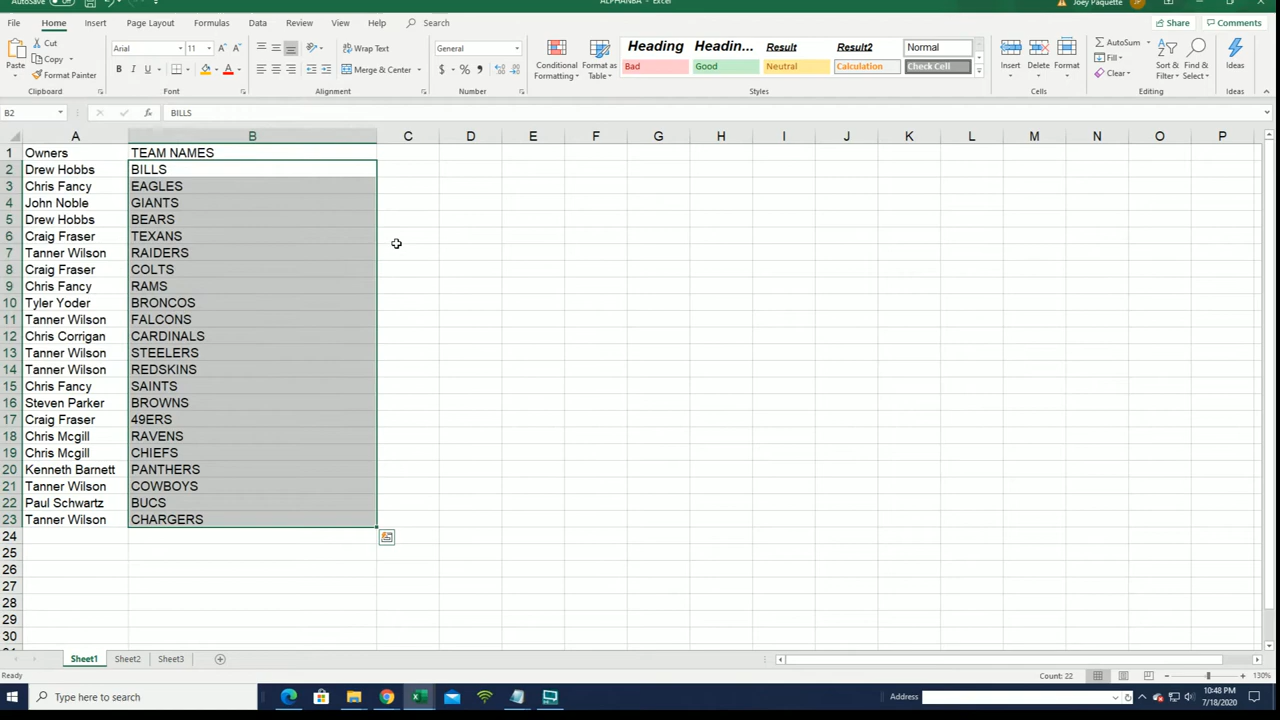 AutoSave Off ALPHANBA - Excel Joey Paquette JP
File Home Insert Page Layout Formulas Data Review View Help Search Share Comments
Paste Cut Copy Format Painter Clipboard
Arial 11 A A B I U A Font
Wrap Text Merge & Center Alignment
General $ % , Number
Conditional Formatting Format as Table
Heading Headin... Result Result2 Normal
Bad Good Neutral Calculation Check Cell
Styles
Insert Delete Format Cells
AutoSum Fill Clear Sort & Filter Find & Select Editing
Ideas Ideas
B2 fx BILLS
A B C D E F G H I J K L M N O P
1 Owners TEAM NAMES
2 Drew Hobbs BILLS
3 Chris Fancy EAGLES
4 John Noble GIANTS
5 Drew Hobbs BEARS
6 Craig Fraser TEXANS
7 Tanner Wilson RAIDERS
8 Craig Fraser COLTS
9 Chris Fancy RAMS
10 Tyler Yoder BRONCOS
11 Tanner Wilson FALCONS
12 Chris Corrigan CARDINALS
13 Tanner Wilson STEELERS
14 Tanner Wilson REDSKINS
15 Chris Fancy SAINTS
16 Steven Parker BROWNS
17 Craig Fraser 49ERS
18 Chris Mcgill RAVENS
19 Chris Mcgill CHIEFS
20 Kenneth Barnett PANTHERS
21 Tanner Wilson COWBOYS
22 Paul Schwartz BUCS
23 Tanner Wilson CHARGERS
24
25
26
27
28
29
30
Sheet1 Sheet2 Sheet3
Ready Count: 22 130%
Type here to search Address 10:48 PM
7/18/2020